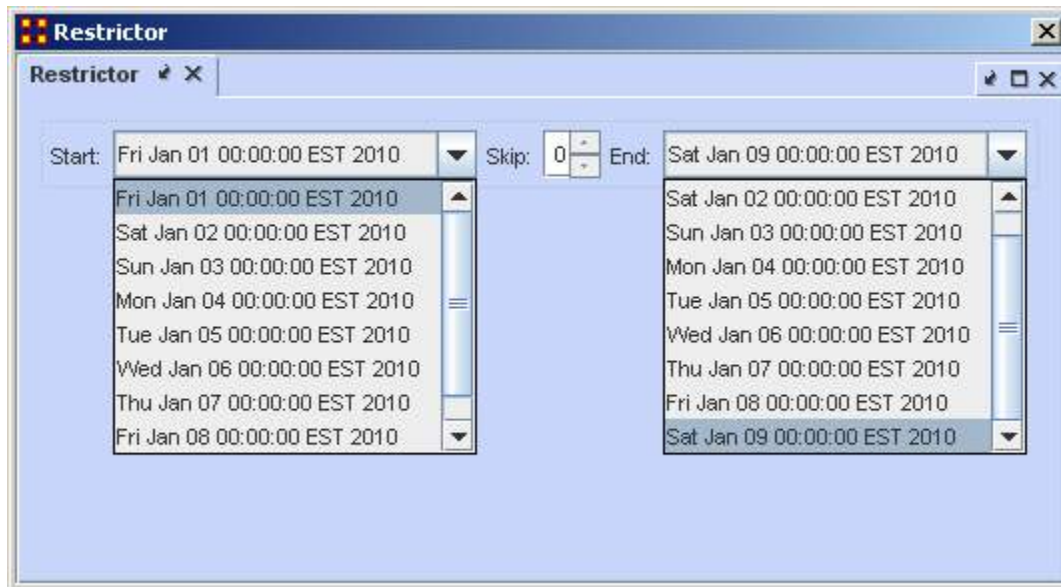 Restrictor
Restrictor
Start: Fri Jan 01 00:00:00 EST 2010 Skip: 0 End: Sat Jan 09 00:00:00 EST 2010
Fri Jan 01 00:00:00 EST 2010
Sat Jan 02 00:00:00 EST 2010
Sun Jan 03 00:00:00 EST 2010
Mon Jan 04 00:00:00 EST 2010
Tue Jan 05 00:00:00 EST 2010
Wed Jan 06 00:00:00 EST 2010
Thu Jan 07 00:00:00 EST 2010
Fri Jan 08 00:00:00 EST 2010
Sat Jan 02 00:00:00 EST 2010
Sun Jan 03 00:00:00 EST 2010
Mon Jan 04 00:00:00 EST 2010
Tue Jan 05 00:00:00 EST 2010
Wed Jan 06 00:00:00 EST 2010
Thu Jan 07 00:00:00 EST 2010
Fri Jan 08 00:00:00 EST 2010
Sat Jan 09 00:00:00 EST 2010